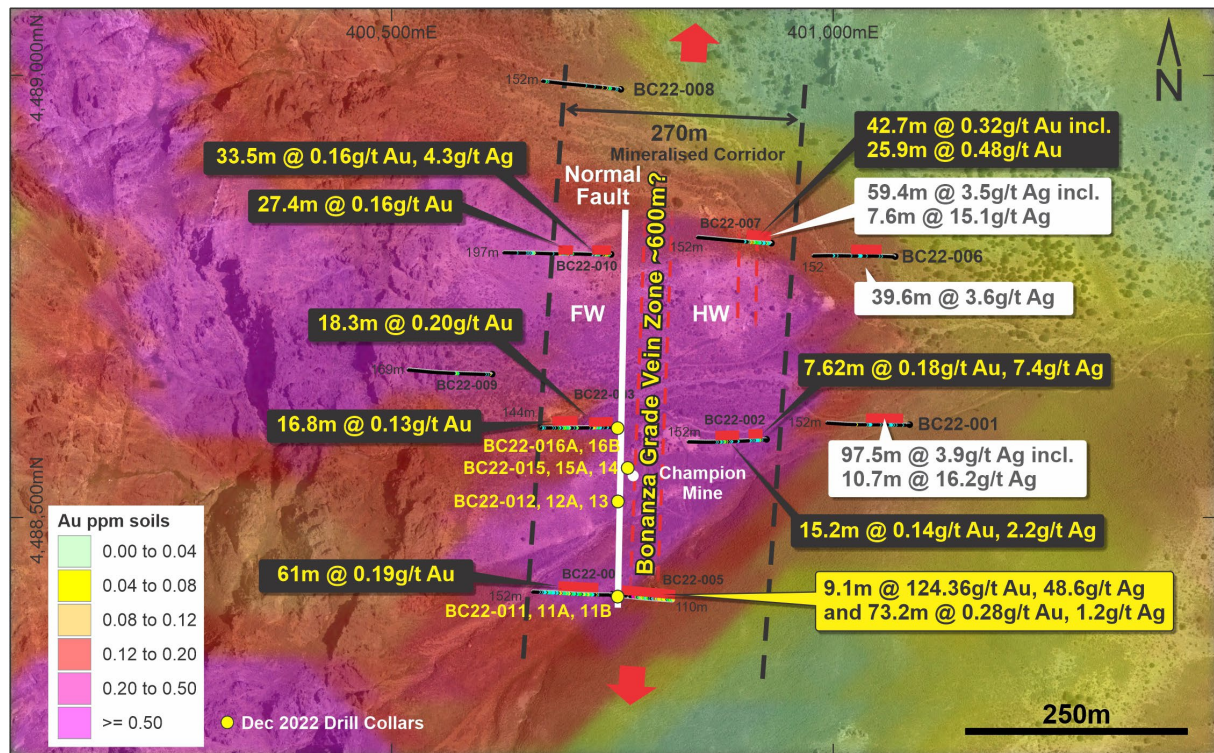 400,500mE
401,000mE
4,489,000mN
4,488,500mN
N
152m
BC22-008
270m
Mineralised Corridor
42.7m @ 0.32g/t Au incl.
25.9m @ 0.48g/t Au
33.5m @ 0.16g/t Au, 4.3g/t Ag
Normal
Fault
59.4m @ 3.5g/t Ag incl.
7.6m @ 15.1g/t Ag
27.4m @ 0.16g/t Au
BC22-007
152m
197m
BC22-010
152
BC22-006
39.6m @ 3.6g/t Ag
FW
HW
Bonanza Grade Vein Zone ~600m?
18.3m @ 0.20g/t Au
7.62m @ 0.18g/t Au, 7.4g/t Ag
BC22-009
144m
16.8m @ 0.13g/t Au
BC22-002
152m
152m
BC22-001
BC22-016A, 16B
97.5m @ 3.9g/t Ag incl.
10.7m @ 16.2g/t Ag
BC22-015, 15A, 14
Champion
Mine
BC22-012, 12A, 13
15.2m @ 0.14g/t Au, 2.2g/t Ag
61m @ 0.19g/t Au
BC22-00
BC22-005
152m
110m
BC22-011, 11A, 11B
9.1m @ 124.36g/t Au, 48.6g/t Ag
and 73.2m @ 0.28g/t Au, 1.2g/t Ag
Au ppm soils
0.00 to 0.04
0.04 to 0.08
0.08 to 0.12
0.12 to 0.20
0.20 to 0.50
>= 0.50
Dec 2022 Drill Collars
250m